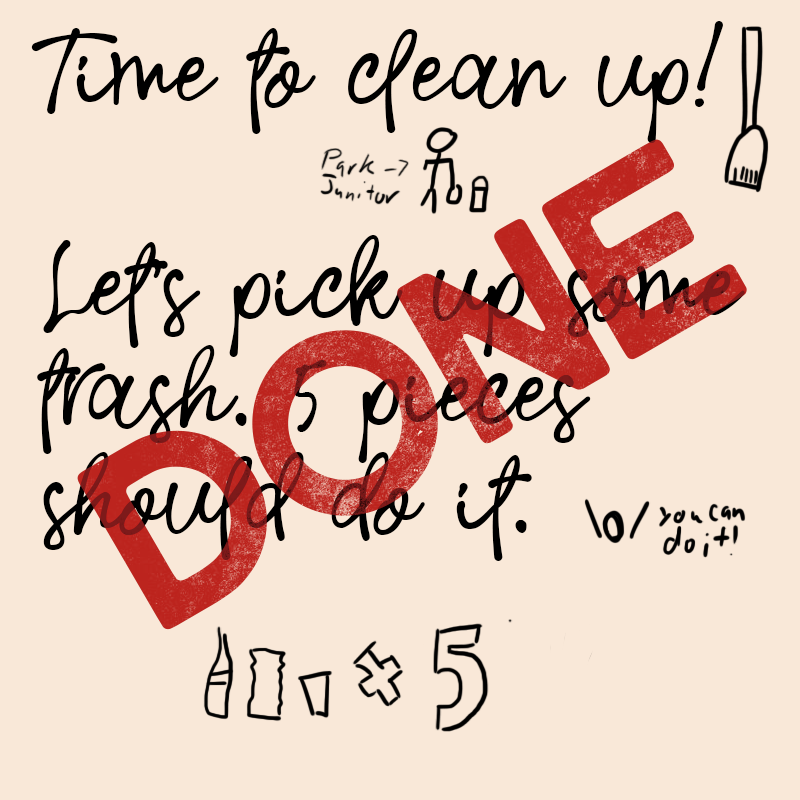 Time to clean up!
Park ->
Junitor
Let's pick up some
trash. 5 pieces
should do it.
DONE
\o/ you can
do it!
x 5